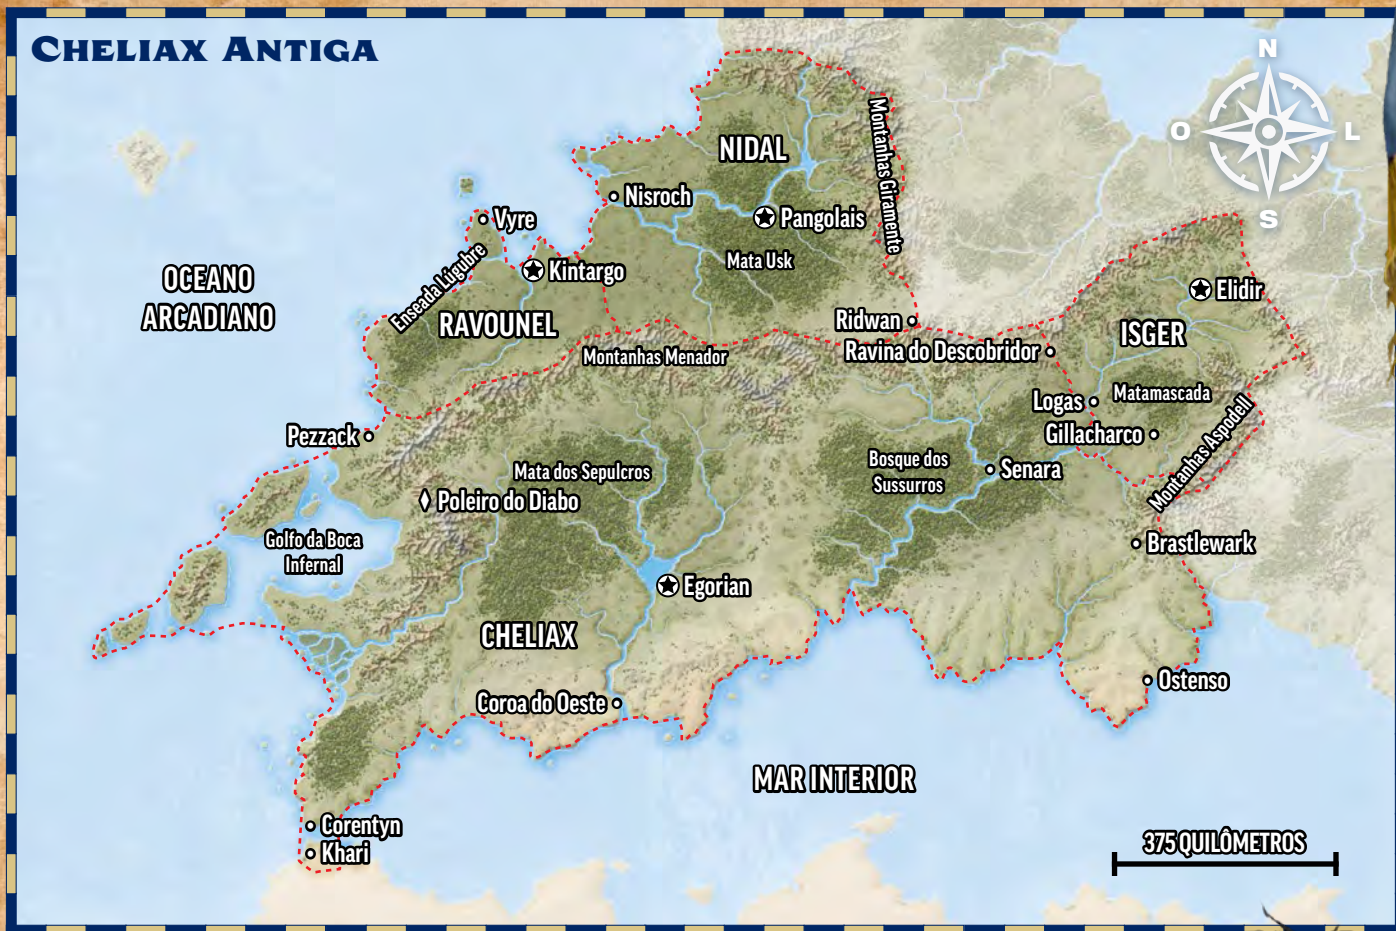 CHELIAX ANTIGA
N
O
L
S
NIDAL
Montanhas Giramente
Nisroch
Pangolais
Vyre
Mata Usk
OCEANO
ARCADIANO
Enseada Lúgubre
Kintargo
Elidir
RAVOUNEL
Ridwan
ISGER
Montanhas Menador
Ravina do Descobridor
Matamascada
Logas
Pezzack
Gillacharco
Montanhas Aspodell
Mata dos Sepulcros
Bosque dos
Sussurros
Senara
Poleiro do Diabo
Golfo da Boca
Infernal
Brastlewark
Egorian
CHELIAX
Ostenso
Coroa do Oeste
MAR INTERIOR
Corentyn
Khari
375 QUILÔMETROS